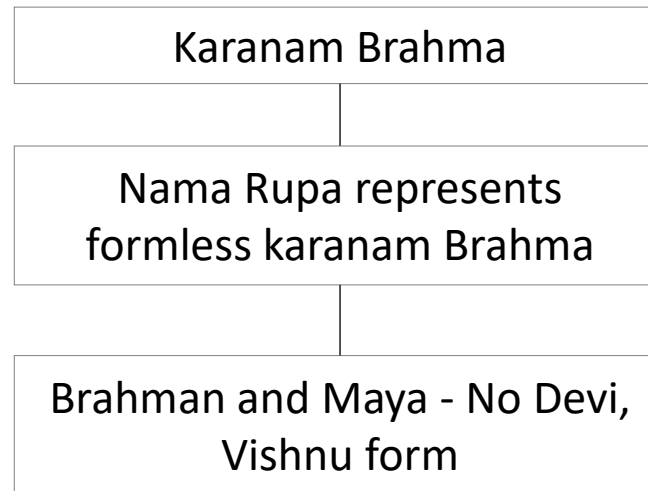 Karanam Brahma
Nama Rupa represents
formless karanam Brahma
Brahman and Maya - No Devi,
Vishnu form